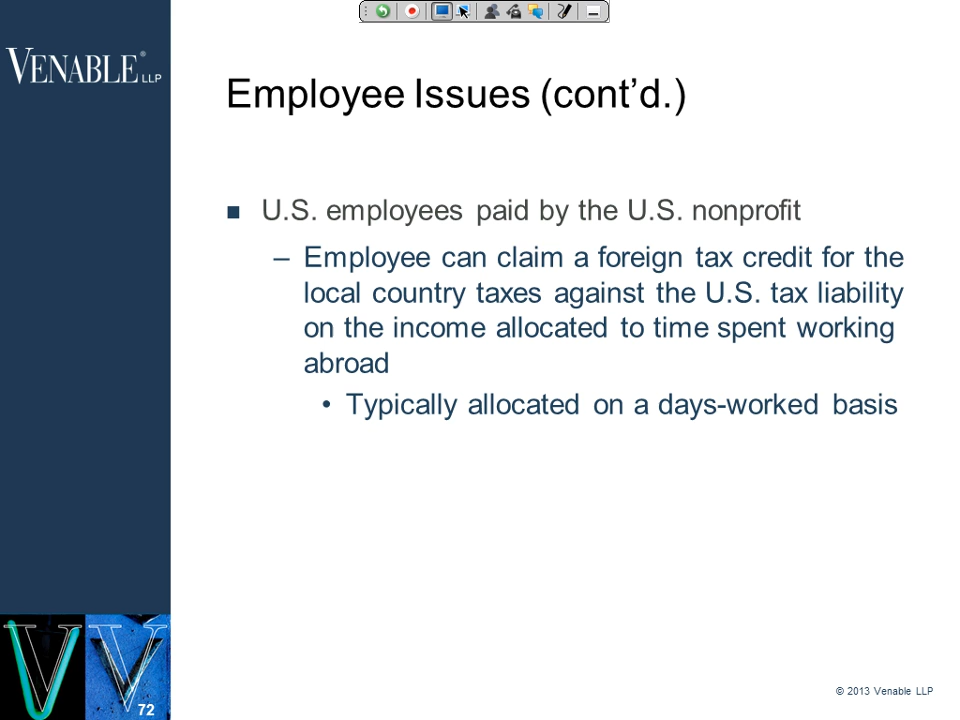 VENABLE® LLP
Employee Issues (cont’d.)
■ U.S. employees paid by the U.S. nonprofit
– Employee can claim a foreign tax credit for the
local country taxes against the U.S. tax liability
on the income allocated to time spent working
abroad
• Typically allocated on a days-worked basis
© 2013 Venable LLP
V V
72